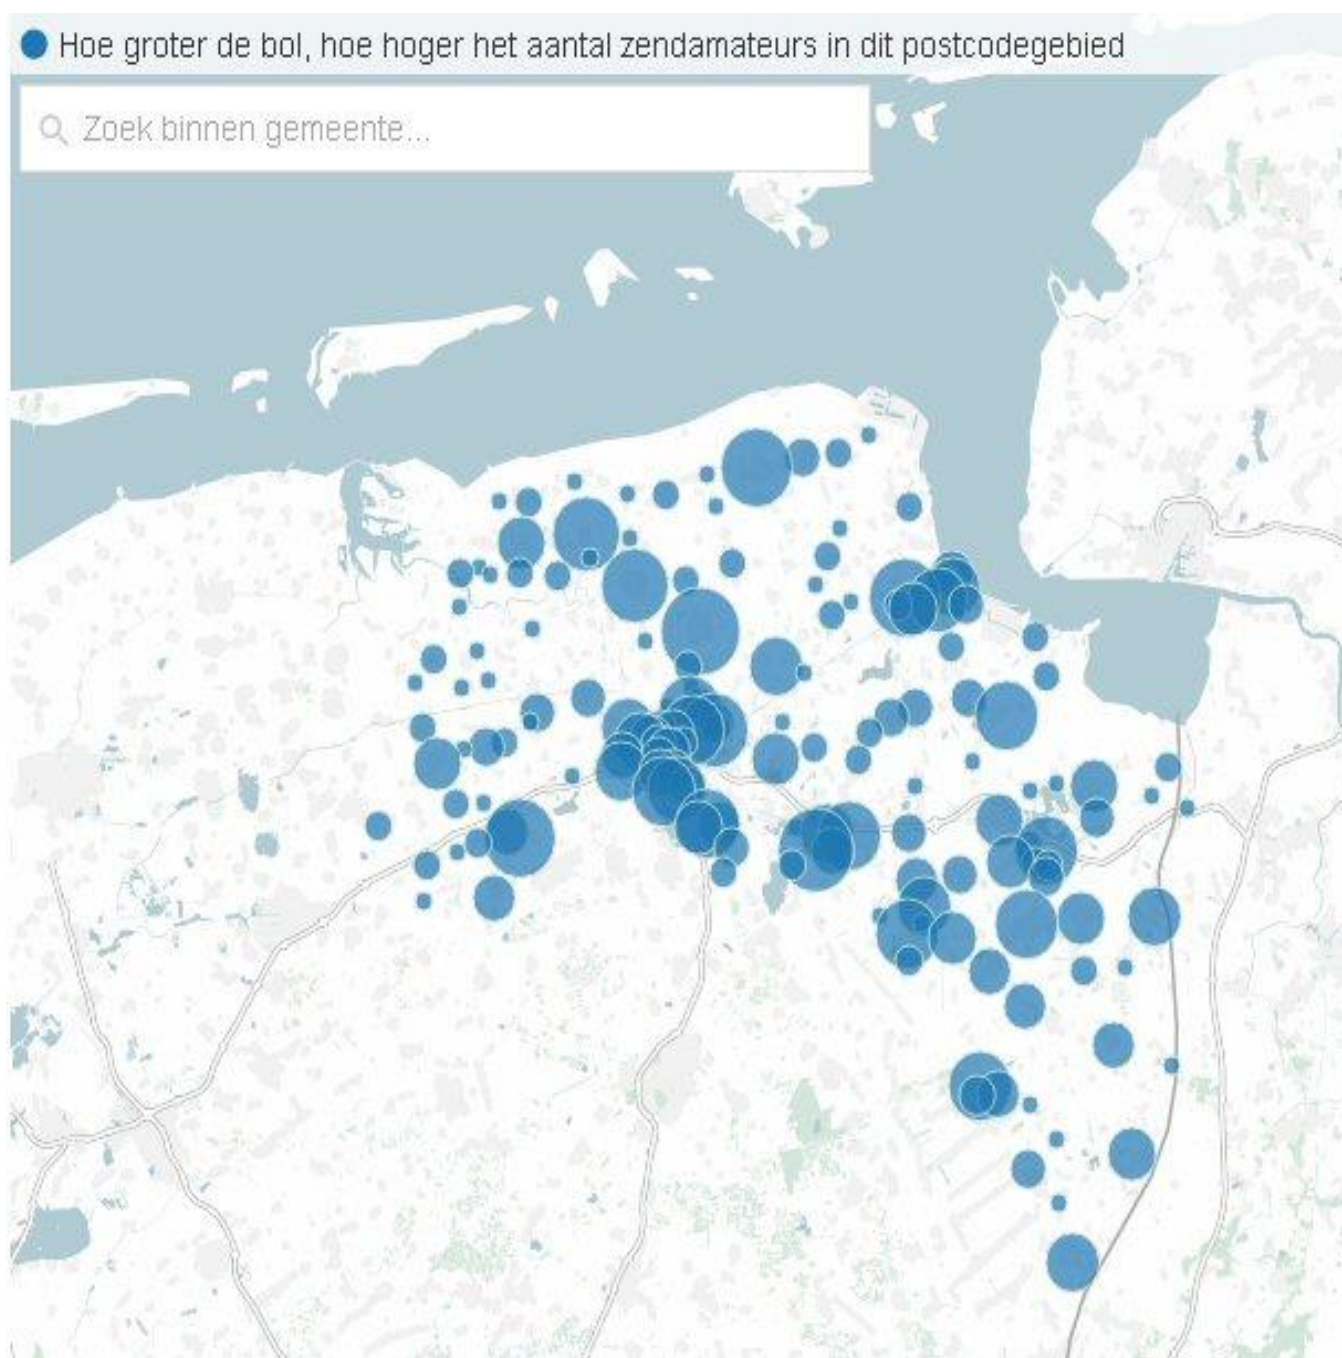 Hoe groter de bol, hoe hoger het aantal zendamateurs in dit postcodegebied
Zoek binnen gemeente...